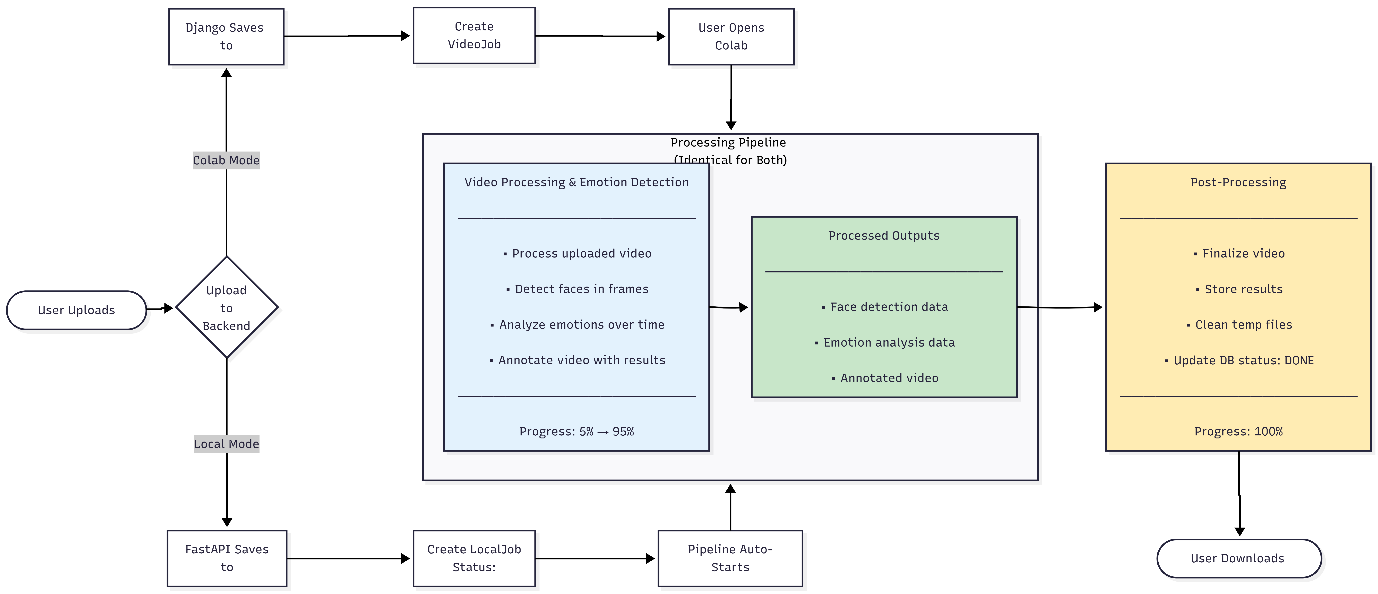 Django Saves
to
Create
VideoJob
User Opens
Colab
Colab Mode
User Uploads
Upload
to
Backend
Local Mode
FastAPI Saves
to
Create LocalJob
Status:
Pipeline Auto-
Starts
Processing Pipeline
(Identical for Both)
Video Processing & Emotion Detection
• Process uploaded video
• Detect faces in frames
• Analyze emotions over time
• Annotate video with results
Progress: 5% → 95%
Processed Outputs
• Face detection data
• Emotion analysis data
• Annotated video
Post-Processing
• Finalize video
• Store results
• Clean temp files
• Update DB status: DONE
Progress: 100%
User Downloads